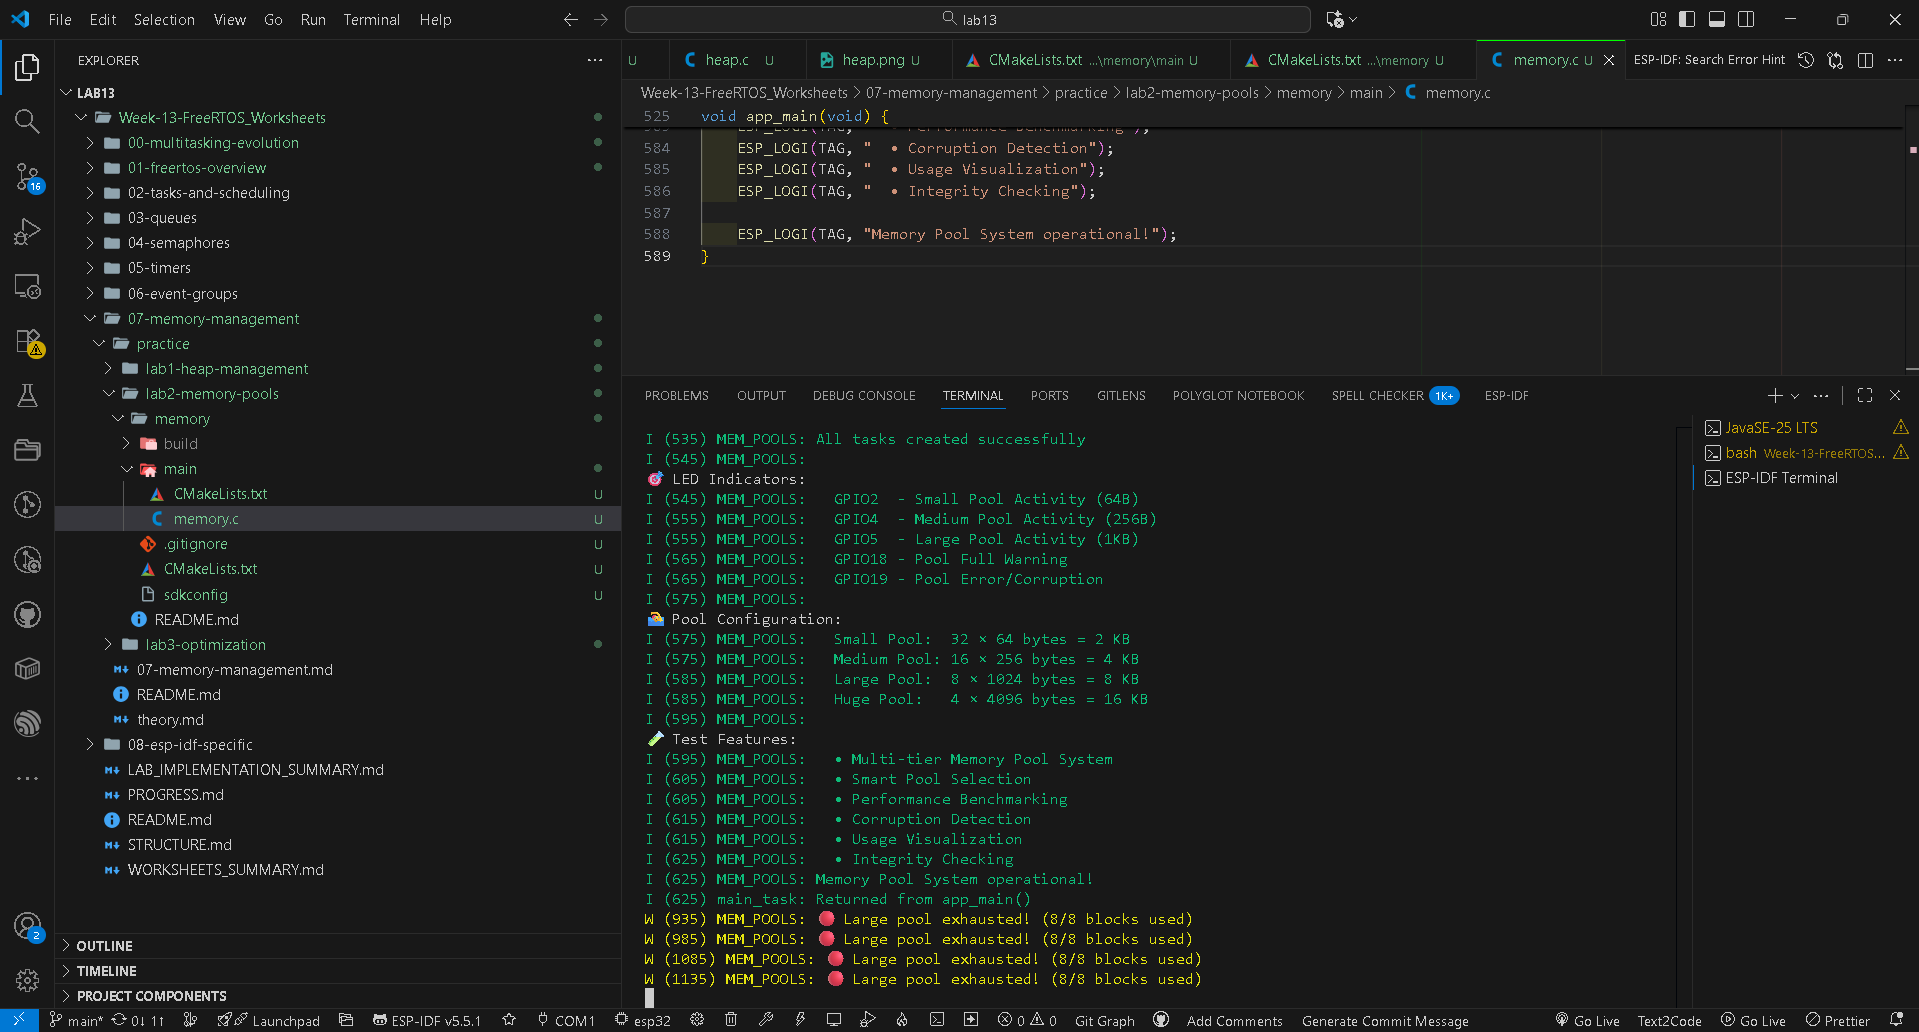 File Edit Selection View Go Run Terminal Help
lab13
EXPLORER
LAB13
Week-13-FreeRTOS_Worksheets
00-multitasking-evolution
01-freertos-overview
02-tasks-and-scheduling
03-queues
04-semaphores
05-timers
06-event-groups
07-memory-management
practice
lab1-heap-management
lab2-memory-pools
memory
build
main
CMakeLists.txt U
memory.c U
.gitignore U
CMakeLists.txt U
sdkconfig U
README.md
lab3-optimization
07-memory-management.md
README.md
theory.md
08-esp-idf-specific
LAB_IMPLEMENTATION_SUMMARY.md
PROGRESS.md
README.md
STRUCTURE.md
WORKSHEETS_SUMMARY.md
OUTLINE
TIMELINE
PROJECT COMPONENTS
16
2
U heap.c U heap.png U CMakeLists.txt ...\memory\main U CMakeLists.txt ...\memory U memory.c U ESP-IDF: Search Error Hint
Week-13-FreeRTOS_Worksheets > 07-memory-management > practice > lab2-memory-pools > memory > main > memory.c
525 void app_main(void) {
ESP_LOGI(TAG, " • Performance Benchmarking");
584 ESP_LOGI(TAG, " • Corruption Detection");
585 ESP_LOGI(TAG, " • Usage Visualization");
586 ESP_LOGI(TAG, " • Integrity Checking");
587
588 ESP_LOGI(TAG, "Memory Pool System operational!");
589 }
PROBLEMS OUTPUT DEBUG CONSOLE TERMINAL PORTS GITLENS POLYGLOT NOTEBOOK SPELL CHECKER 1K+ ESP-IDF
I (535) MEM_POOLS: All tasks created successfully
I (545) MEM_POOLS:
🎯 LED Indicators:
I (545) MEM_POOLS:   GPIO2  - Small Pool Activity (64B)
I (555) MEM_POOLS:   GPIO4  - Medium Pool Activity (256B)
I (555) MEM_POOLS:   GPIO5  - Large Pool Activity (1KB)
I (565) MEM_POOLS:   GPIO18 - Pool Full Warning
I (565) MEM_POOLS:   GPIO19 - Pool Error/Corruption
I (575) MEM_POOLS:
Pool Configuration:
I (575) MEM_POOLS:   Small Pool:  32 × 64 bytes = 2 KB
I (575) MEM_POOLS:   Medium Pool: 16 × 256 bytes = 4 KB
I (585) MEM_POOLS:   Large Pool:  8 × 1024 bytes = 8 KB
I (585) MEM_POOLS:   Huge Pool:   4 × 4096 bytes = 16 KB
I (595) MEM_POOLS:
🧪 Test Features:
I (595) MEM_POOLS:   • Multi-tier Memory Pool System
I (605) MEM_POOLS:   • Smart Pool Selection
I (605) MEM_POOLS:   • Performance Benchmarking
I (615) MEM_POOLS:   • Corruption Detection
I (615) MEM_POOLS:   • Usage Visualization
I (625) MEM_POOLS:   • Integrity Checking
I (625) MEM_POOLS: Memory Pool System operational!
I (625) main_task: Returned from app_main()
W (935) MEM_POOLS: 🔴 Large pool exhausted! (8/8 blocks used)
W (985) MEM_POOLS: 🔴 Large pool exhausted! (8/8 blocks used)
W (1085) MEM_POOLS: 🔴 Large pool exhausted! (8/8 blocks used)
W (1135) MEM_POOLS: 🔴 Large pool exhausted! (8/8 blocks used)
JavaSE-25 LTS
bash Week-13-FreeRTOS...
ESP-IDF Terminal
main* 0↓ 1↑ Launchpad ESP-IDF v5.5.1 COM1 esp32 0 0 Git Graph Add Comments Generate Commit Message Go Live Text2Code Go Live Prettier